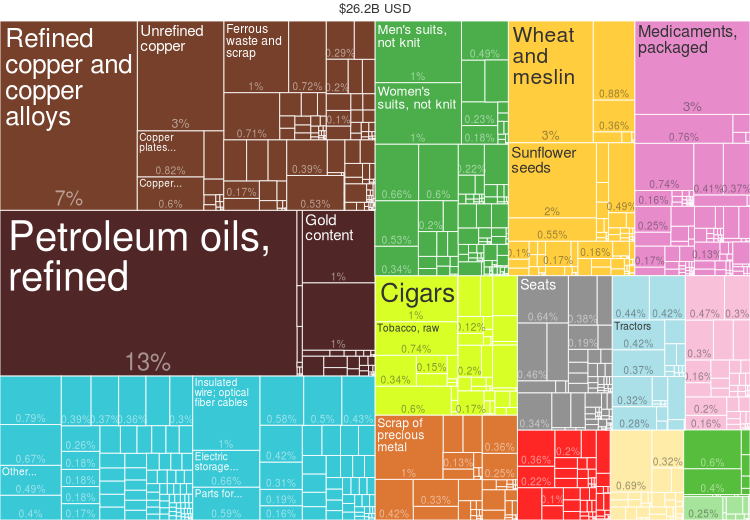 $26.2B USD
Refined
copper and
copper
alloys
7%
Unrefined
copper
3%
Copper
plates...
0.82%
Copper...
0.6%
Ferrous
waste and
scrap
1%
0.72%
0.29%
0.2%
0.1%
0.71%
0.39%
0.17%
0.53%
Petroleum oils,
refined
13%
Gold
content
1%
1%
0.79%
0.39%
0.37%
0.36%
0.3%
0.67%
0.26%
0.18%
Other...
0.49%
0.18%
0.18%
0.4%
0.17%
Insulated
wire; optical
fiber cables
1%
Electric
storage...
0.66%
Parts for...
0.59%
0.58%
0.5%
0.43%
0.42%
0.31%
0.19%
0.16%
Men's suits,
not knit
1%
Women's
suits, not knit
1%
0.49%
0.23%
0.18%
0.66%
0.6%
0.22%
0.2%
0.53%
0.34%
Wheat
and
meslin
3%
0.88%
0.36%
Sunflower
seeds
2%
0.49%
0.55%
0.1%
0.17%
0.16%
Medicaments,
packaged
3%
0.76%
0.74%
0.41%
0.37%
0.16%
0.25%
0.17%
0.13%
Cigars
1%
Tobacco, raw
0.74%
0.12%
0.34%
0.15%
0.2%
0.6%
0.17%
Scrap of
precious
metal
1%
0.36%
0.13%
0.25%
0.33%
0.42%
Seats
0.64%
0.38%
0.19%
0.46%
0.34%
0.44%
0.42%
Tractors
0.42%
0.37%
0.32%
0.28%
0.47%
0.3%
0.3%
0.16%
0.2%
0.16%
0.36%
0.2%
0.22%
0.1%
0.32%
0.69%
0.6%
0.4%
0.25%